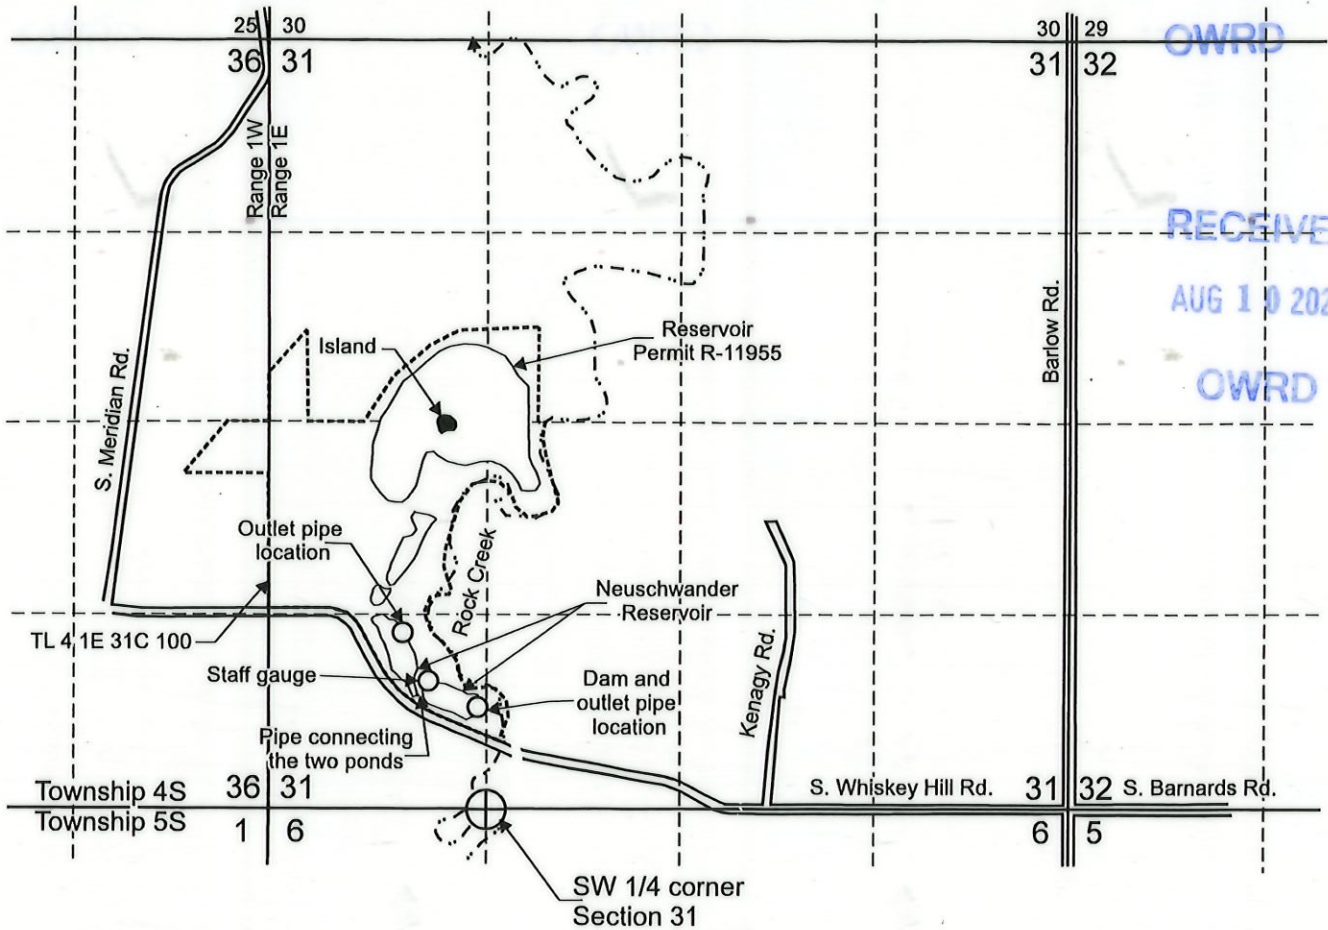 25 30
36 31
30 29
31 32
OWRD
Range 1W
Range 1E
RECEIVE
AUG 10 202
OWRD
S. Meridian Rd.
Barlow Rd.
Island
Reservoir
Permit R-11955
Outlet pipe
location
Rock Creek
Neuschwander
Reservoir
TL 4 1E 31C 100
Staff gauge
Dam and
outlet pipe
location
Kenagy Rd.
Pipe connecting
the two ponds
Township 4S 36 31
S. Whiskey Hill Rd. 31 32 S. Barnards Rd.
Township 5S 1 6
6 5
SW 1/4 corner
Section 31